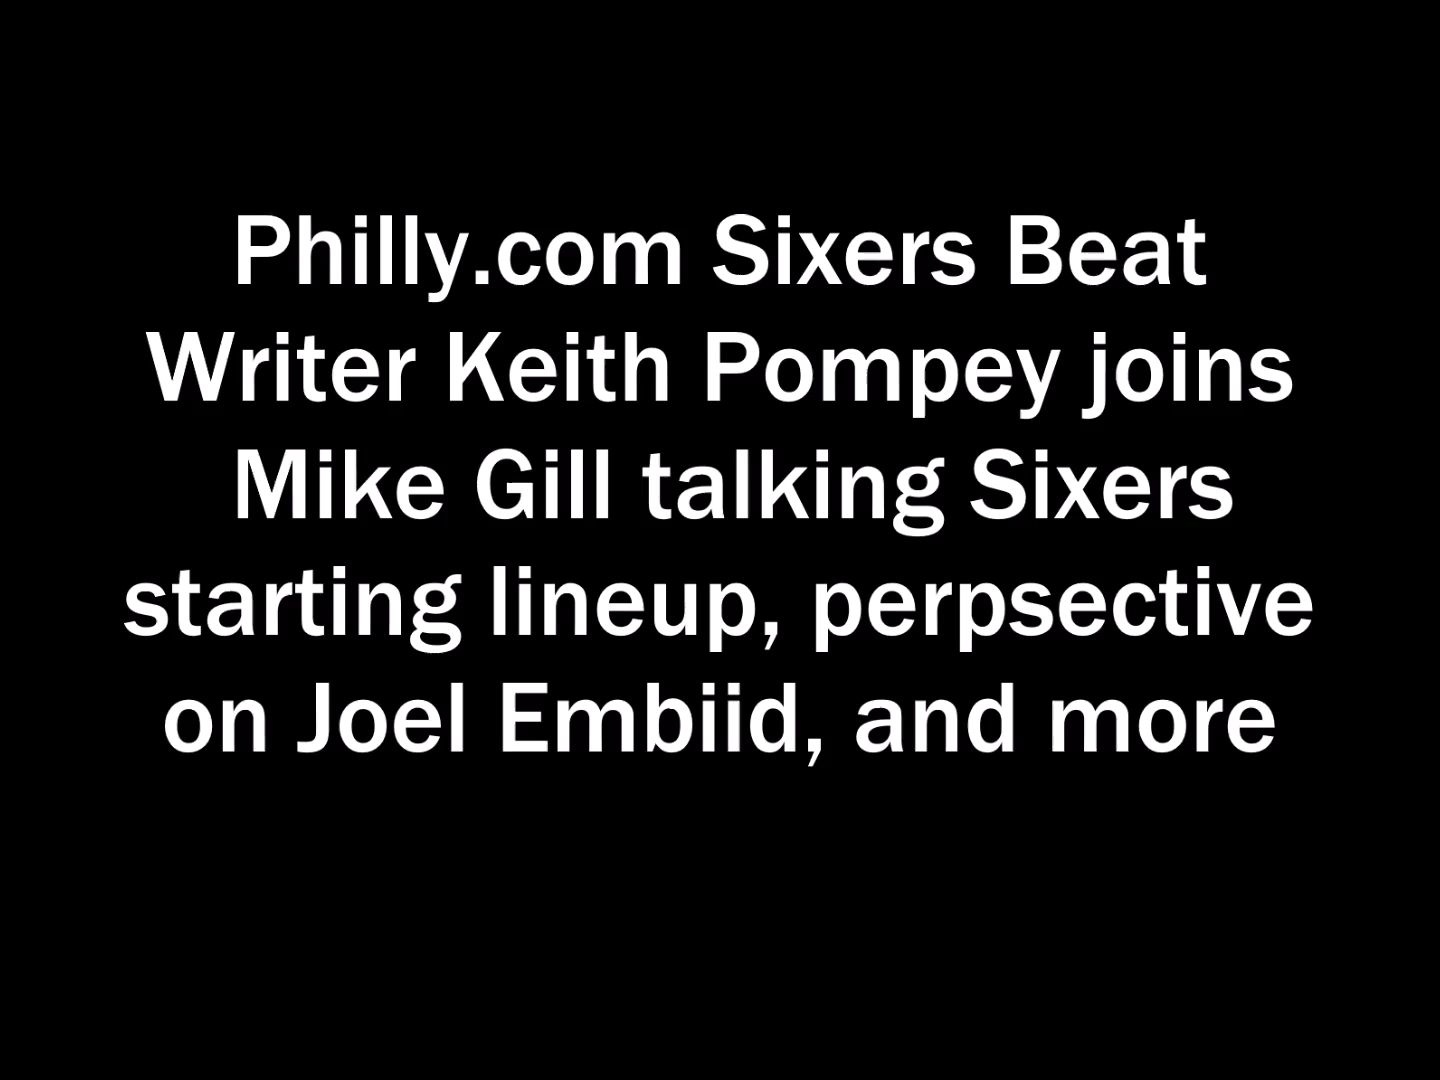 Philly.com Sixers Beat
Writer Keith Pompey joins
Mike Gill talking Sixers
starting lineup, perpsective
on Joel Embiid, and more